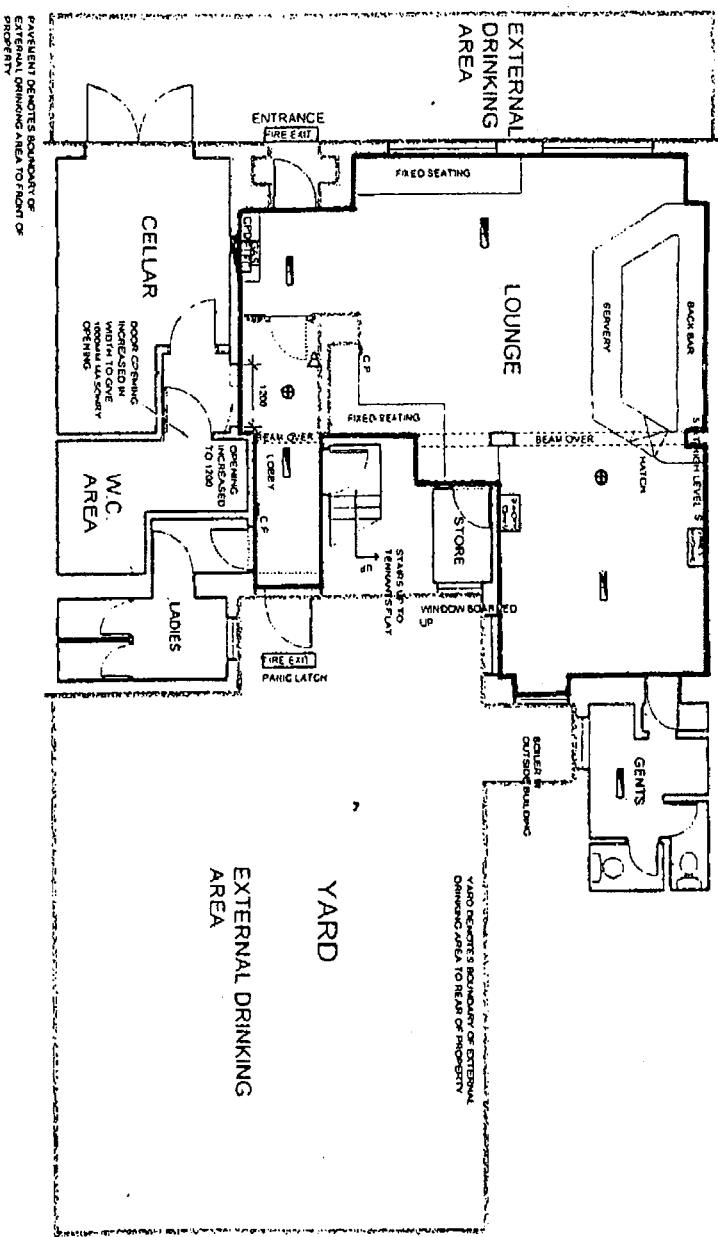 EXTERNAL
DRINKING
AREA
PAVEMENT DENOTES BOUNDARY OF
EXTERNAL DRINKING AREA TO FRONT OF
PROPERTY
ENTRANCE
FIRE EXIT
FIXED SEATING
CELLAR
LOUNGE
SERVERY
BACK BAR
DOOR OPENING
INCREASED IN
WIDTH TO GIVE
1000MM MASONRY
OPENING
1200
C P
FIXED SEATING
BEAM OVER
BEAM OVER
HATCH
OPENING
INCREASED
TO 1200
LOBBY
W.C.
AREA
C P
STORE
UP
STAIRS UP TO
TENNANTS FLAT
WINDOW BOARDED
UP
LADIES
FIRE EXIT
PANIC LATCH
GENTS
BOILER IN
OUTSIDE BUILDING
YARD
EXTERNAL DRINKING
AREA
YARD DENOTES BOUNDARY OF EXTERNAL
DRINKING AREA TO REAR OF PROPERTY